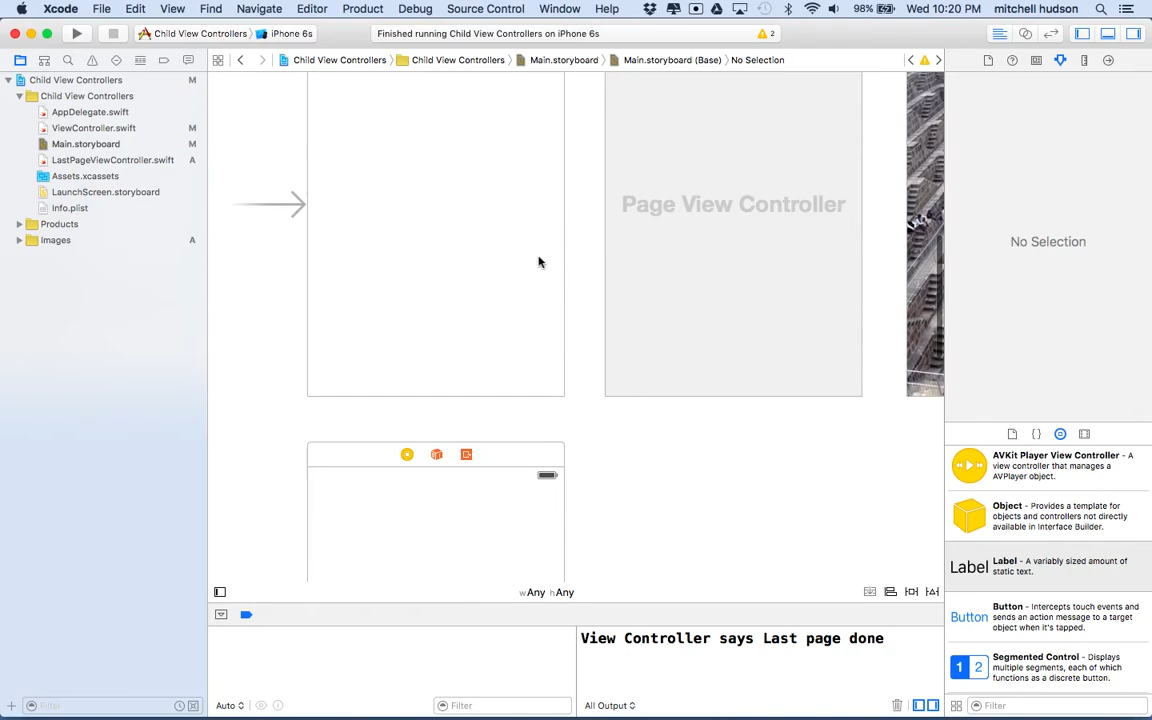 Xcode File Edit View Find Navigate Editor Product Debug Source Control Window Help 98% Wed 10:20 PM mitchell hudson
Child View Controllers iPhone 6s Finished running Child View Controllers on iPhone 6s 2
Child View Controllers Child View Controllers Main.storyboard Main.storyboard (Base) No Selection
Child View Controllers M
Child View Controllers
AppDelegate.swift
ViewController.swift M
Main.storyboard M
LastPageViewController.swift A
Assets.xcassets
LaunchScreen.storyboard
Info.plist
Products
Images A
Page View Controller
No Selection
AVKit Player View Controller - A
view controller that manages a
AVPlayer object.
Object - Provides a template for
objects and controllers not directly
available in Interface Builder.
Label Label - A variably sized amount of
static text.
Button Button - Intercepts touch events and
sends an action message to a target
object when it's tapped.
1 2 Segmented Control - Displays
multiple segments, each of which
functions as a discrete button.
wAny hAny
View Controller says Last page done
Filter
Auto Filter All Output Filter